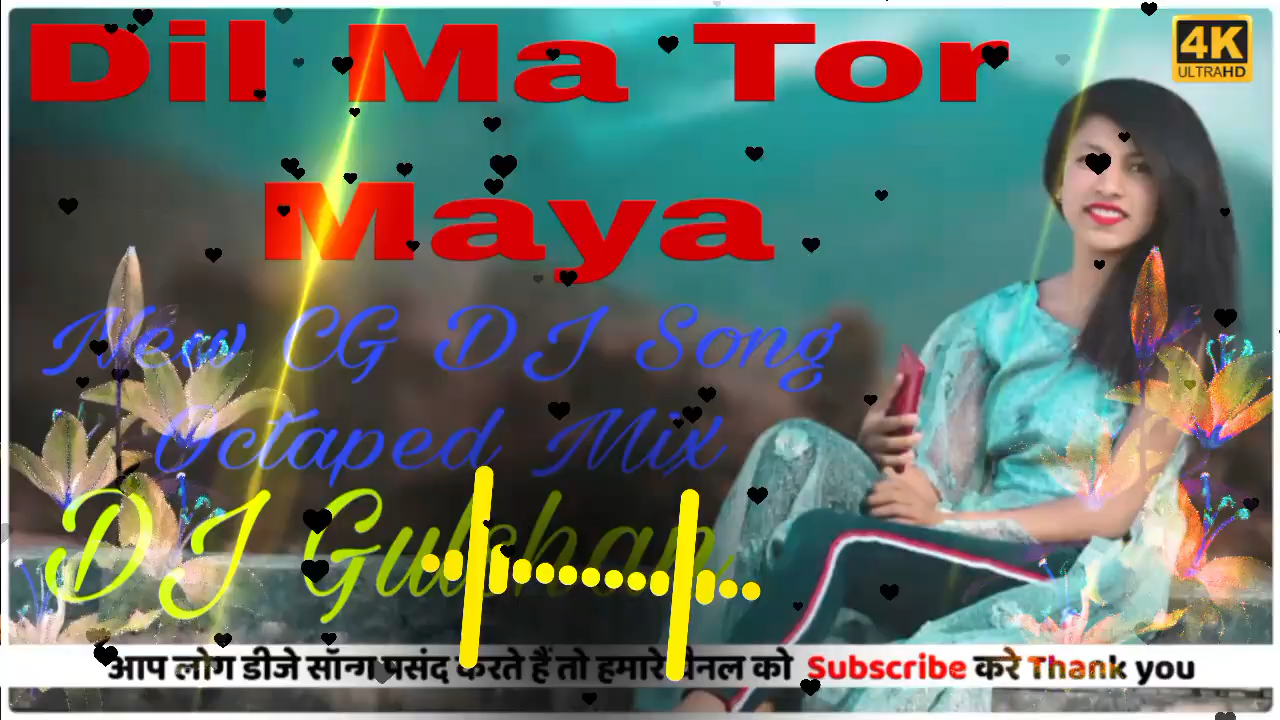 Dil Ma Tor
4K
ULTRAHD
Maya
New CG DJ Song
Octaped Mix
DJ Gulshan
आप लोग डीजे सॉन्ग पसंद करते हैं तो हमारे चैनल को Subscribe करे Thank you